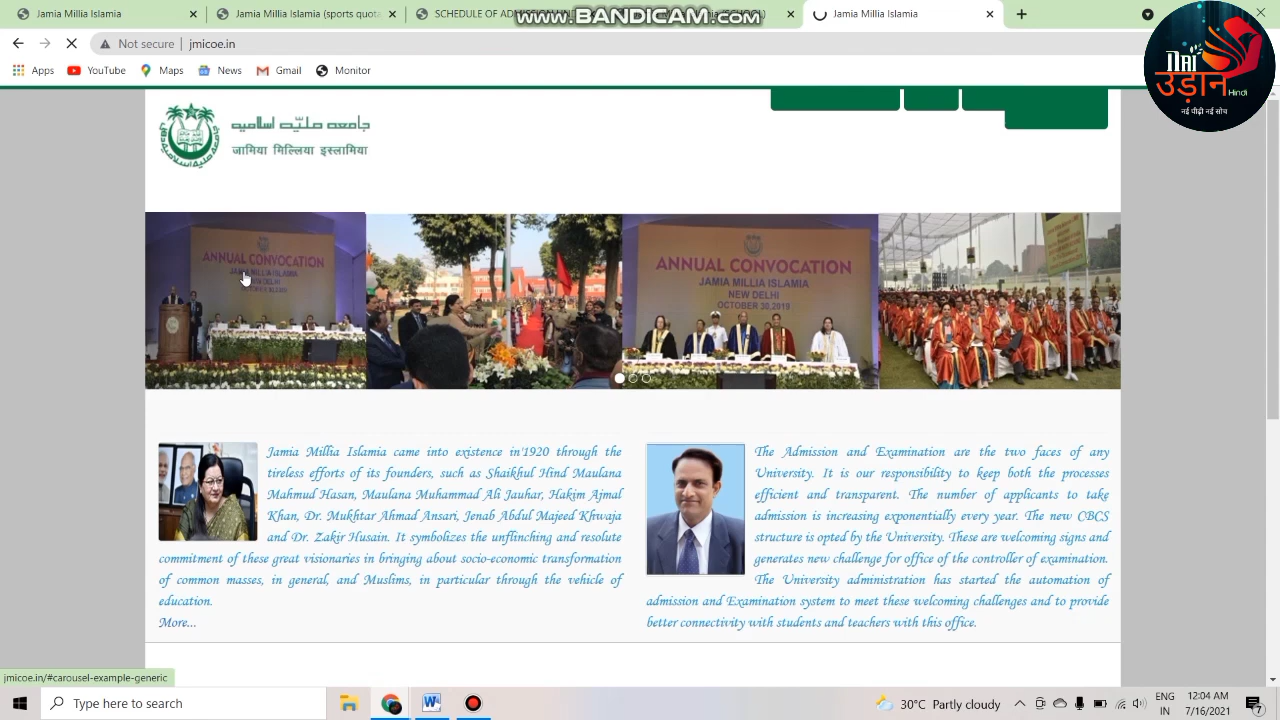 Jamia Millia Islamia
Jamia Millia Islamia (sports quota
SCHEDULE OF ADMISSION
www.BANDICAM.com
Jamia Millia Islamia
Not secure
jmicoe.in
Apps
YouTube
Maps
News
Gmail
Monitor
Nai
उड़ान
Hindi
नई पीढ़ी नई सोच
جامعہ ملیّہ اسلامیہ
जामिया मिल्लिया इस्लामिया
ANNUAL CONVOCATION
JAMIA MILLIA ISLAMIA
ANNUAL CONVOCATION
JAMIA MILLIA ISLAMIA
NEW DELHI
OCTOBER 30,2019
Jamia Millia Islamia came into existence in'1920 through the
tireless efforts of its founders, such as Shaikhul Hind Maulana
Mahmud Hasan, Maulana Muhammad Ali Jauhar, Hakim Ajmal
Khan, Dr. Mukhtar Ahmad Ansari, Jenab Abdul Majeed Khwaja
and Dr. Zakir Husain. It symbolizes the unflinching and resolute
commitment of these great visionaries in bringing about socio-economic transformation
of common masses, in general, and Muslims, in particular through the vehicle of
education.
More...
The Admission and Examination are the two faces of any
University. It is our responsibility to keep both the processes
efficient and transparent. The number of applicants to take
admission is increasing exponentially every year. The new CBCS
structure is opted by the University. These are welcoming signs and
generates new challenge for office of the controller of examination.
The University administration has started the automation of
admission and Examination system to meet these welcoming challenges and to provide
better connectivity with students and teachers with this office.
jmicoe.in/#carousel-example-generic
Type here to search
30°C Partly cloudy
ENG
IN
12:04 AM
7/16/2021
7